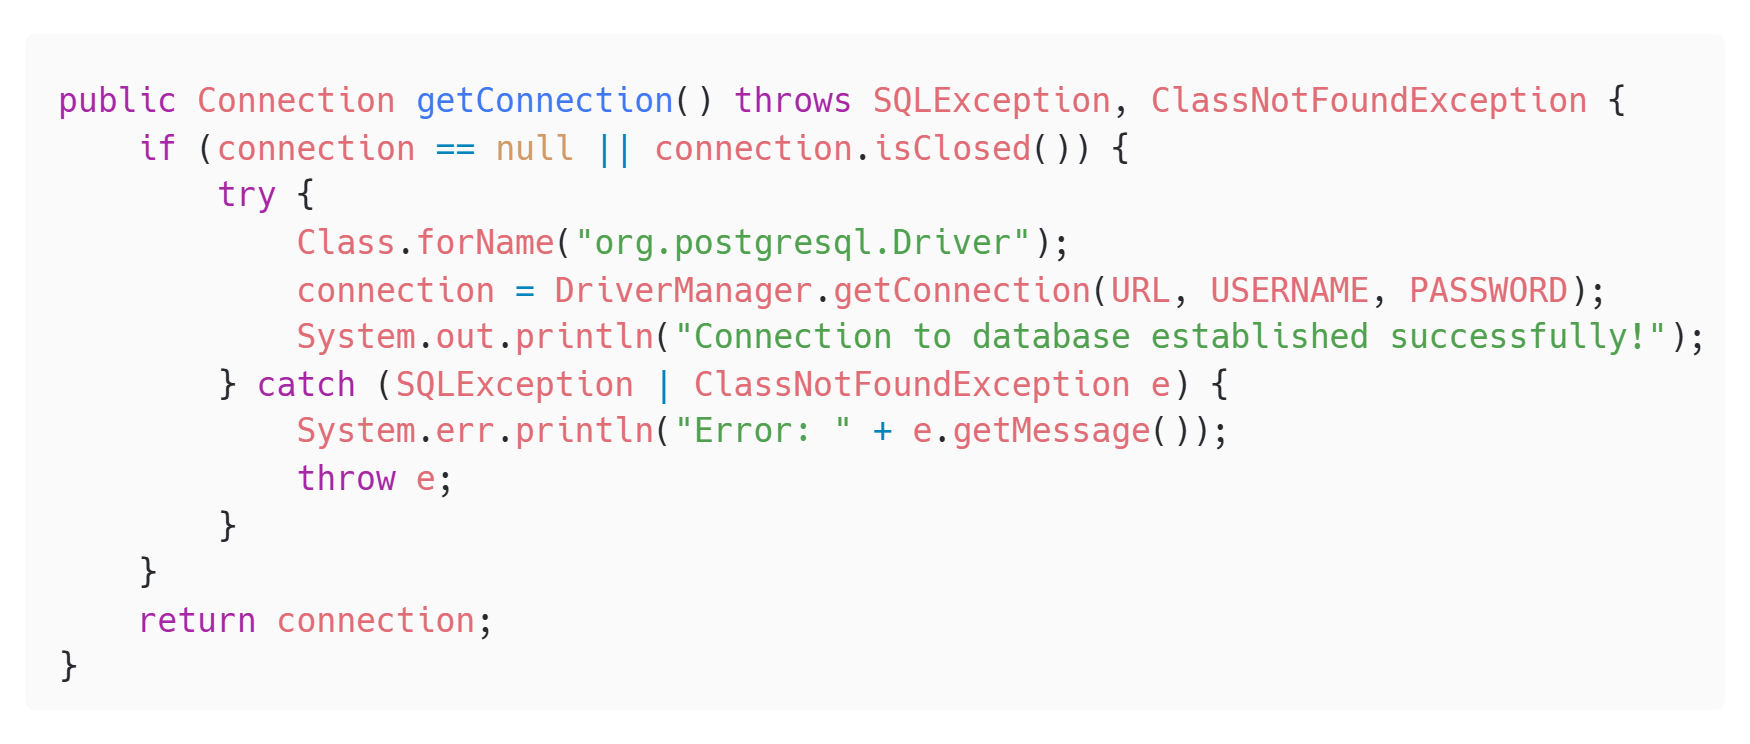 public Connection getConnection() throws SQLException, ClassNotFoundException {
    if (connection == null || connection.isClosed()) {
        try {
            Class.forName("org.postgresql.Driver");
            connection = DriverManager.getConnection(URL, USERNAME, PASSWORD);
            System.out.println("Connection to database established successfully!");
        } catch (SQLException | ClassNotFoundException e) {
            System.err.println("Error: " + e.getMessage());
            throw e;
        }
    }
    return connection;
}